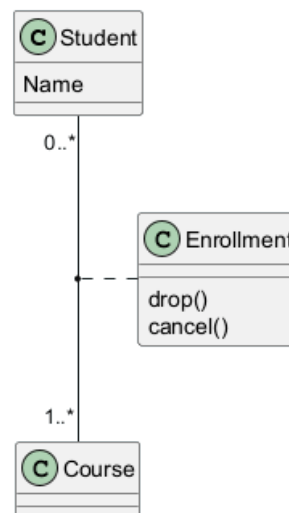 C Student
Name
0..*
C Enrollment
drop()
cancel()
1..*
C Course